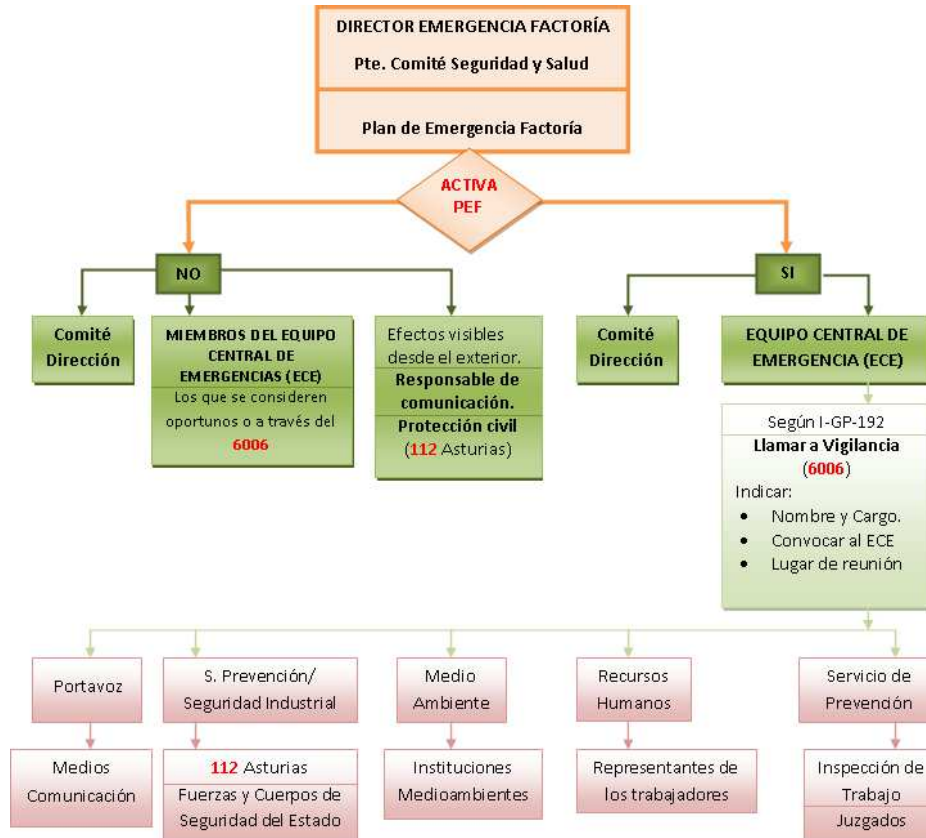 DIRECTOR EMERGENCIA FACTORÍA
Pte. Comité Seguridad y Salud
Plan de Emergencia Factoría
ACTIVA
PEF
NO
SI
Comité
Dirección
MIEMBROS DEL EQUIPO
CENTRAL DE
EMERGENCIAS (ECE)
Los que se consideren
oportunos o a través del
6006
Efectos visibles
desde el exterior.
Responsable de
comunicación.
Protección civil
(112 Asturias)
Comité
Dirección
EQUIPO CENTRAL DE
EMERGENCIA (ECE)
Según I-GP-192
Llamar a Vigilancia
(6006)
Indicar:
• Nombre y Cargo.
• Convocar al ECE
• Lugar de reunión
Portavoz
S. Prevención/
Seguridad Industrial
Medio
Ambiente
Recursos
Humanos
Servicio de
Prevención
Medios
Comunicación
112 Asturias
Fuerzas y Cuerpos de
Seguridad del Estado
Instituciones
Medioambientes
Representantes de
los trabajadores
Inspección de
Trabajo
Juzgados